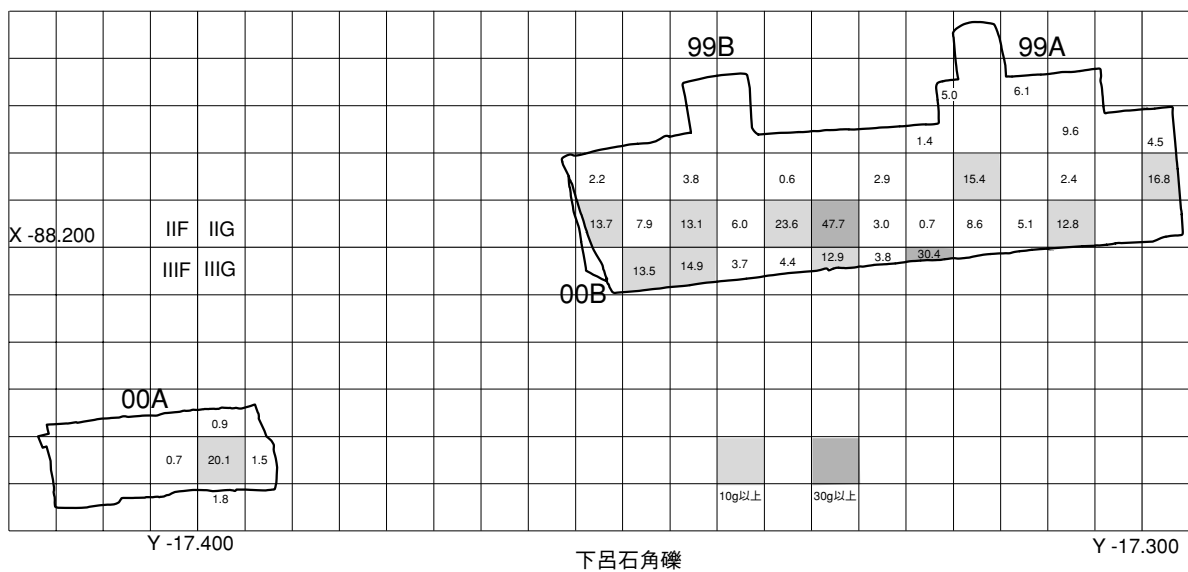 99B 99A
5.0 6.1
1.4 9.6 4.5
2.2 3.8 0.6 2.9 15.4 2.4 16.8
X -88.200 IIF IIG 13.7 7.9 13.1 6.0 23.6 47.7 3.0 0.7 8.6 5.1 12.8
IIIF IIIG 13.5 14.9 3.7 4.4 12.9 3.8 30.4
00B
00A
0.9
0.7 20.1 1.5
1.8 10g以上 30g以上
Y -17.400 Y -17.300
下呂石角礫